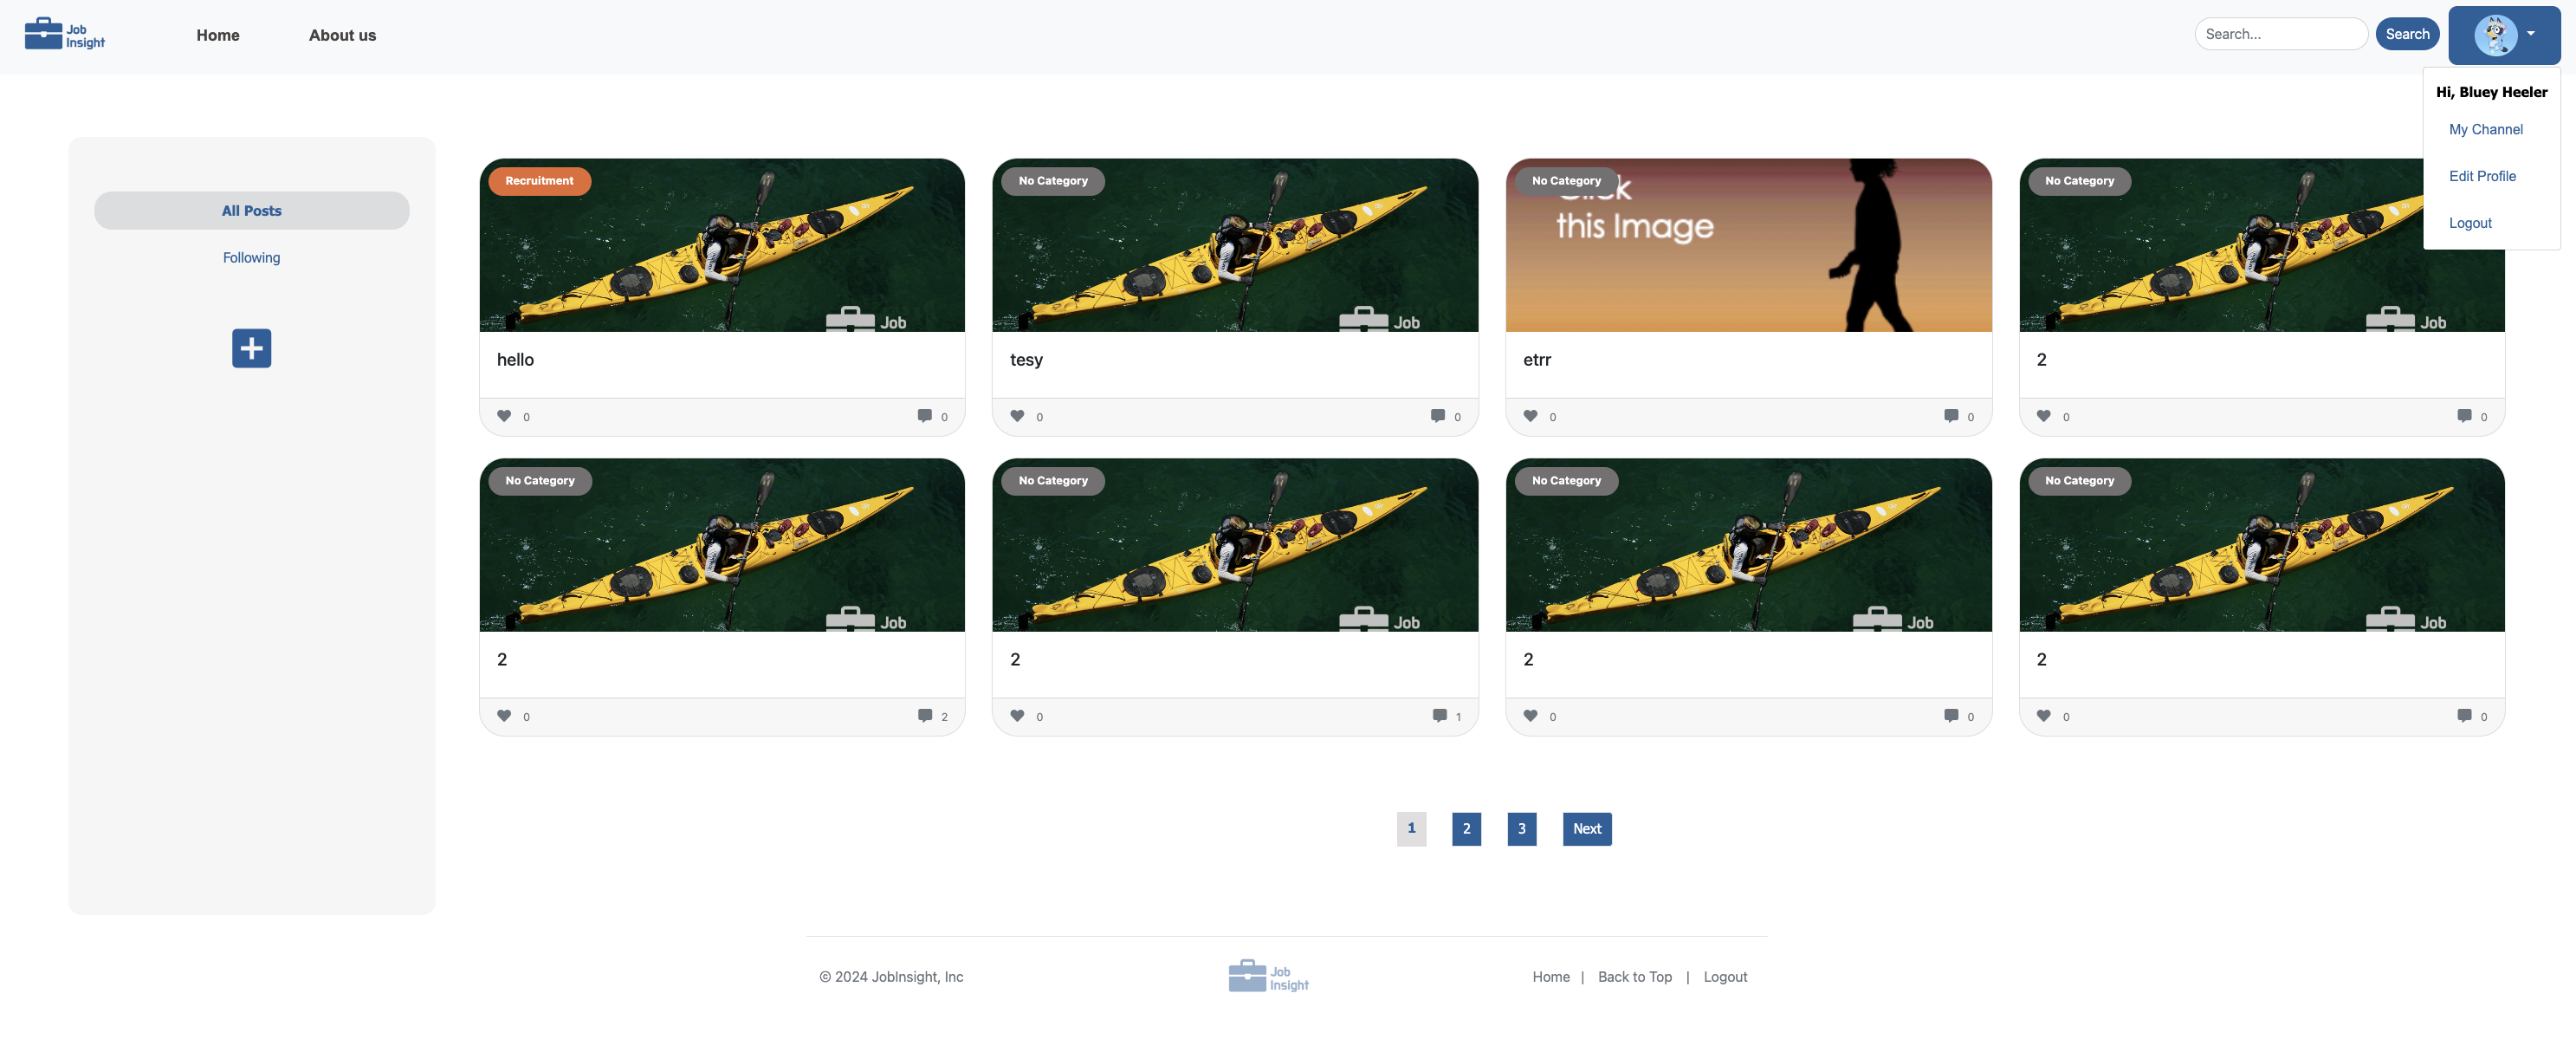 Job
Insight
Home
About us
Search...
Search
Hi, Bluey Heeler
My Channel
Edit Profile
Logout
All Posts
Following
Recruitment
Job
hello
0
0
No Category
Job
tesy
0
0
No Category
this Image
etrr
0
0
No Category
Job
2
0
0
No Category
Job
2
0
2
No Category
Job
2
0
1
No Category
Job
2
0
0
No Category
Job
2
0
0
1
2
3
Next
© 2024 JobInsight, Inc
Job
Insight
Home | Back to Top | Logout